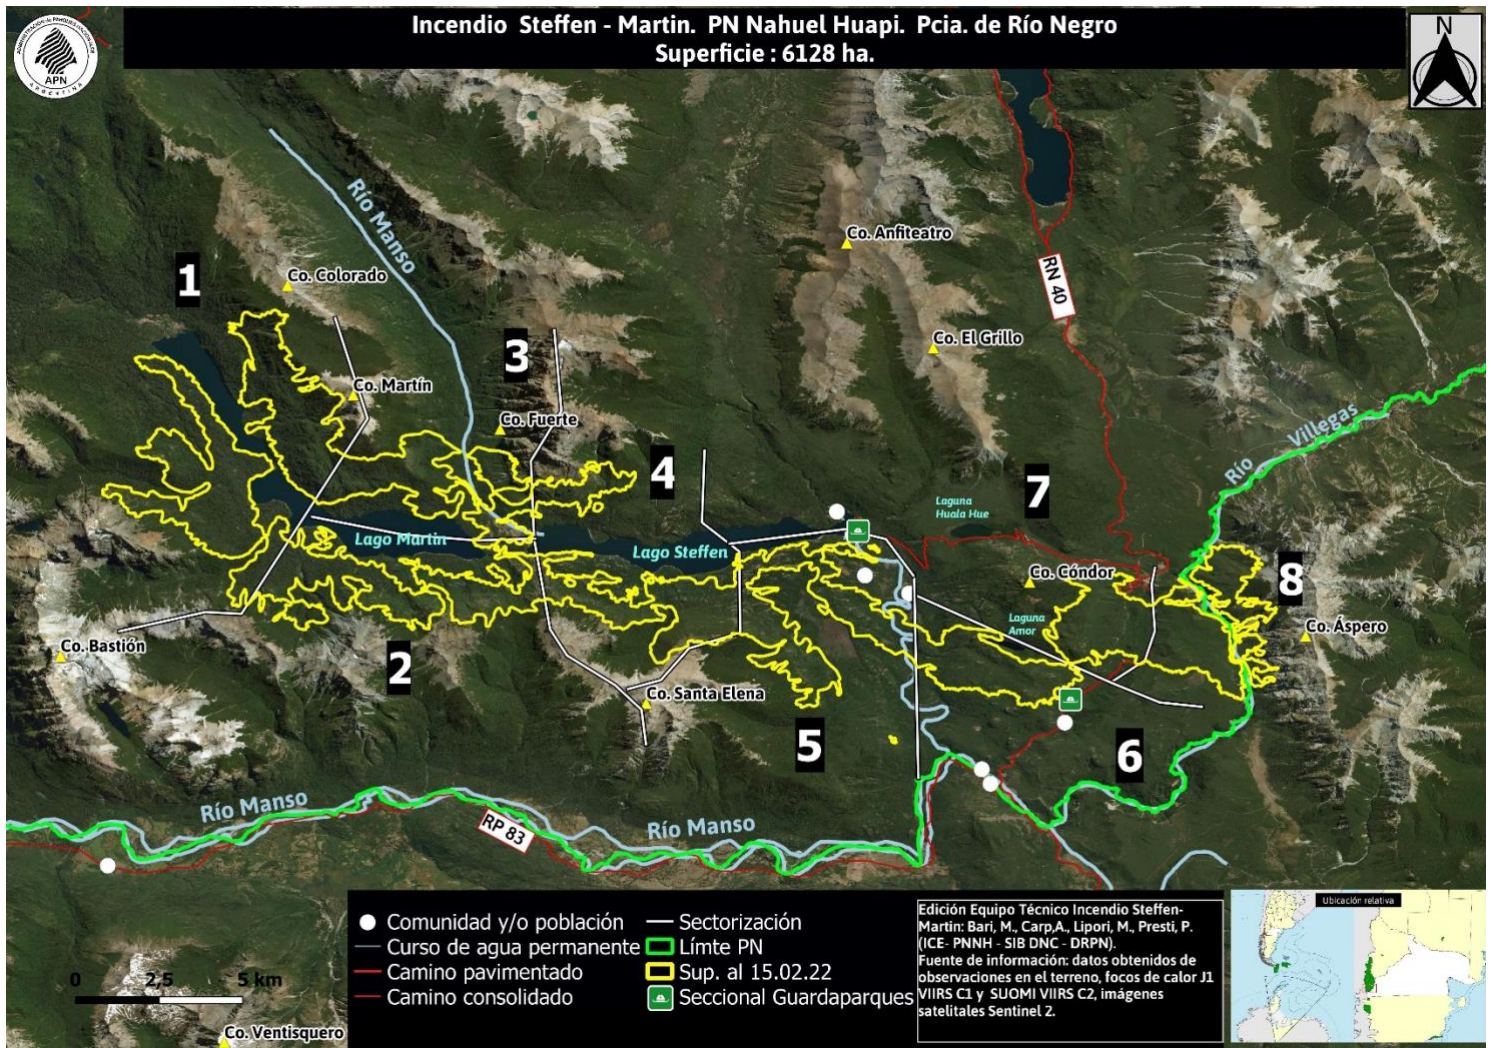 Incendio Steffen - Martin. PN Nahuel Huapi. Pcia. de Río Negro
Superficie : 6128 ha.
APN
ARGENTINA
N
Río Manso
Co. Anfiteatro
1
Co. Colorado
RN 40
3
Co. El Grillo
Co. Martín
Co. Fuerte
Río Villegas
4
7
Laguna
Huala Hue
Lago Martin
Lago Steffen
Co. Cóndor
8
Laguna
Amor
Co. Áspero
Co. Bastión
2
Co. Santa Elena
5
6
Río Manso
RP 83
Río Manso
Comunidad y/o población
Curso de agua permanente
Camino pavimentado
Camino consolidado
Sectorización
Límte PN
Sup. al 15.02.22
Seccional Guardaparques
Edición Equipo Técnico Incendio Steffen-
Martin: Bari, M., Carp,A., Lipori, M., Presti, P.
(ICE- PNNH - SIB DNC - DRPN).
Fuente de información: datos obtenidos de
observaciones en el terreno, focos de calor J1
VIIRS C1 y SUOMI VIIRS C2, imágenes
satelitales Sentinel 2.
Ubicación relativa
0 2,5 5 km
Co. Ventisquero